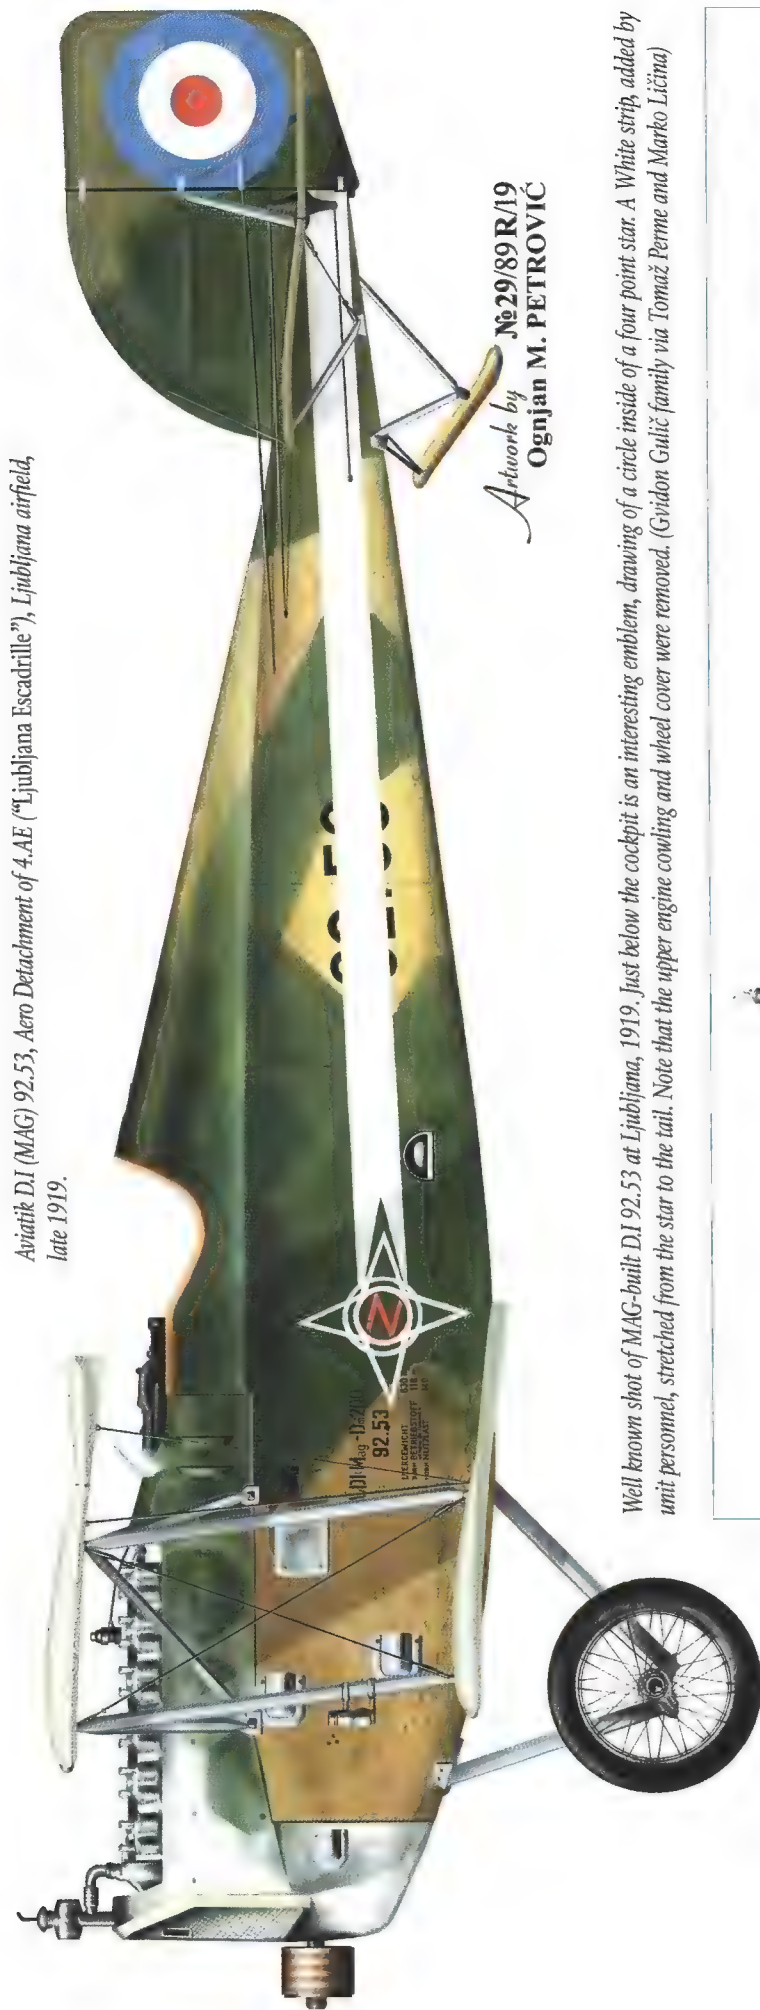 Aviatik D.I (MAG) 92.53, Aero Detachment of 4.AE ("Ljubljana Escadrille"), Ljubljana airfield,
late 1919.
92.53
N
Artwork by №29/89R/19
Ognjan M. PETROVIĆ
Well known shot of MAG-built D.I 92.53 at Ljubljana, 1919. Just below the cockpit is an interesting emblem, drawing of a circle inside of a four point star. A White strip, added by
unit personnel, stretched from the star to the tail. Note that the upper engine cowling and wheel cover were removed. (Gvidon Gulič family via Tomaž Perme and Marko Ličina)